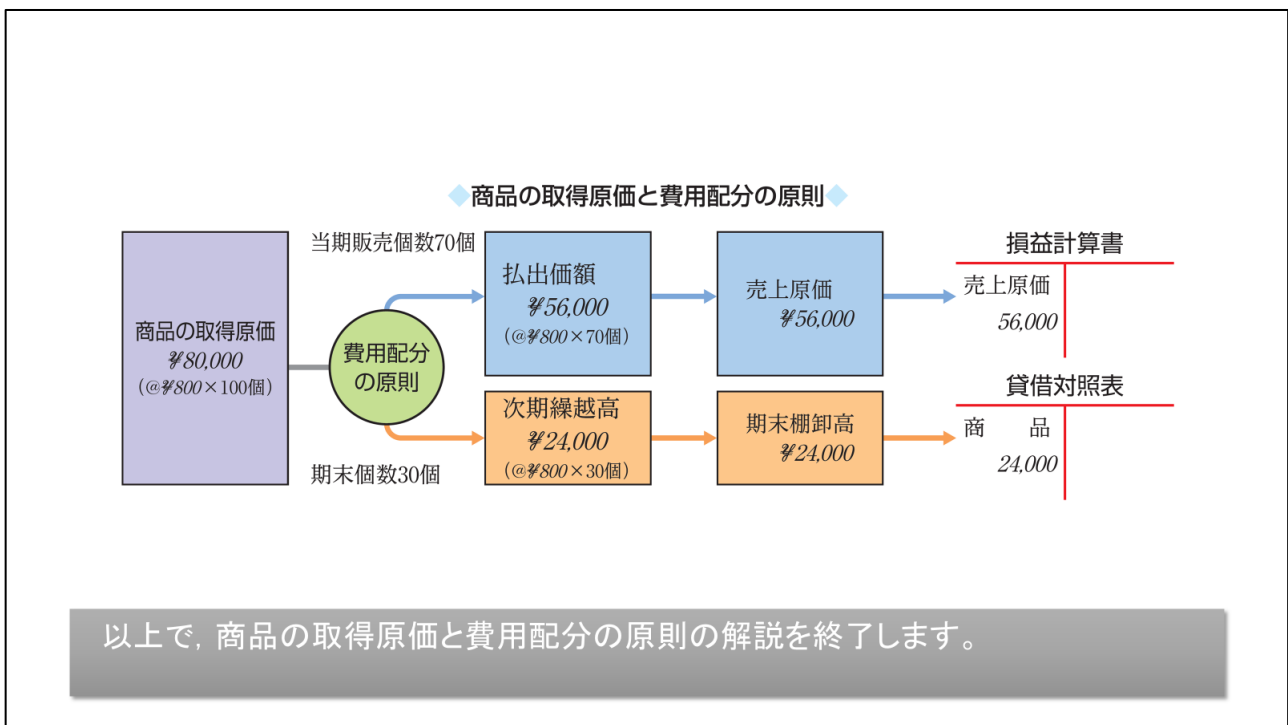 ◆商品の取得原価と費用配分の原則◆
商品の取得原価
¥80,000
(@¥800×100個)
費用配分
の原則
当期販売個数70個
払出価額
¥56,000
(@¥800×70個)
売上原価
¥56,000
損益計算書
売上原価
56,000
期末個数30個
次期繰越高
¥24,000
(@¥800×30個)
期末棚卸高
¥24,000
貸借対照表
商　　品
24,000
以上で，商品の取得原価と費用配分の原則の解説を終了します。